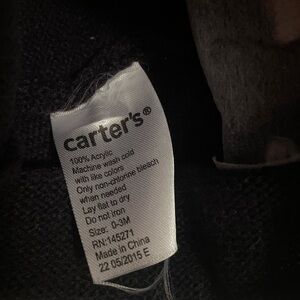 carter's®
100% Acrylic
Machine wash cold
with like colors
Only non-chlorine bleach
when needed
Lay flat to dry
Do not iron
Size: 0-3M
RN:145271
Made in China
22 05/2015 E